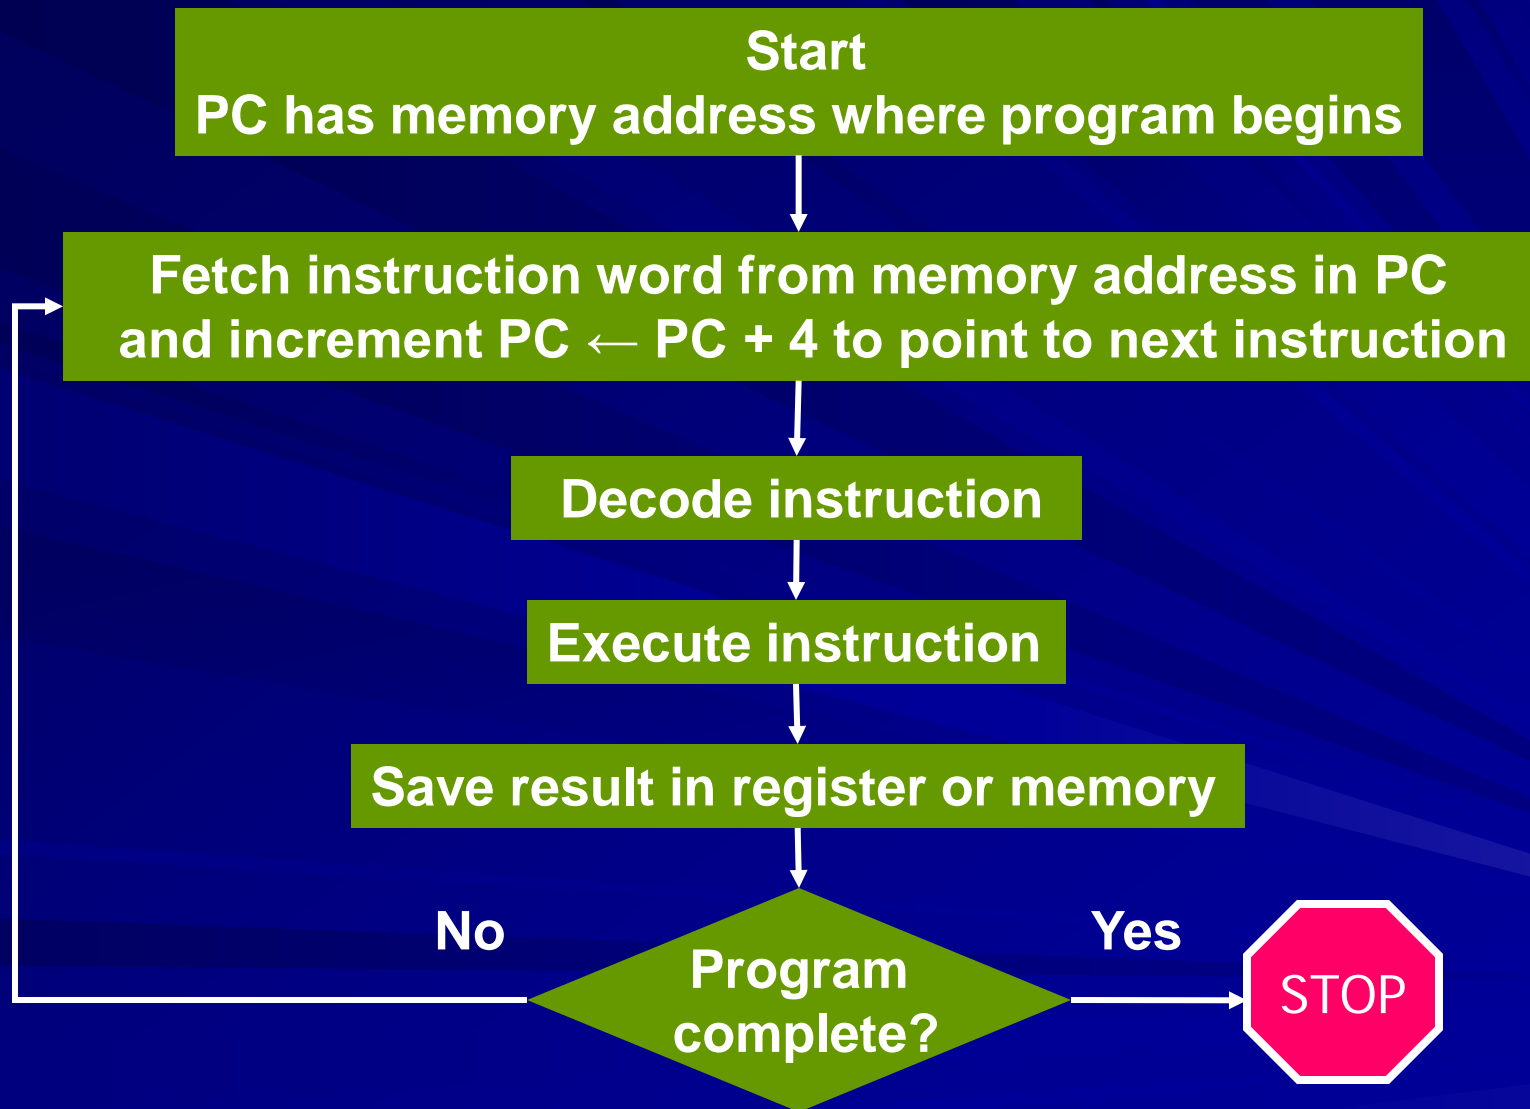 Start
PC has memory address where program begins
Fetch instruction word from memory address in PC
and increment PC ← PC + 4 to point to next instruction
Decode instruction
Execute instruction
Save result in register or memory
No
Yes
Program
complete?
STOP